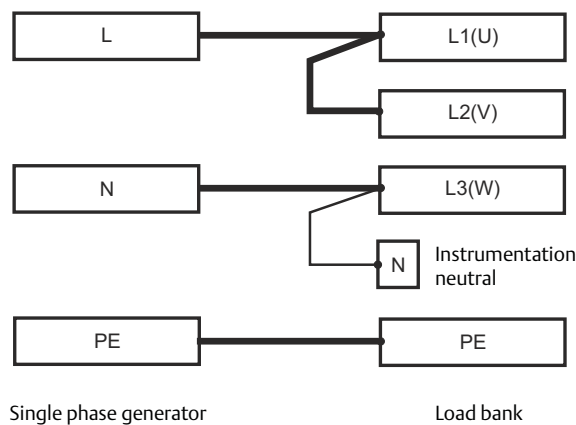 L
L1(U)
L2(V)
N
L3(W)
N
Instrumentation
neutral
PE
PE
Single phase generator
Load bank